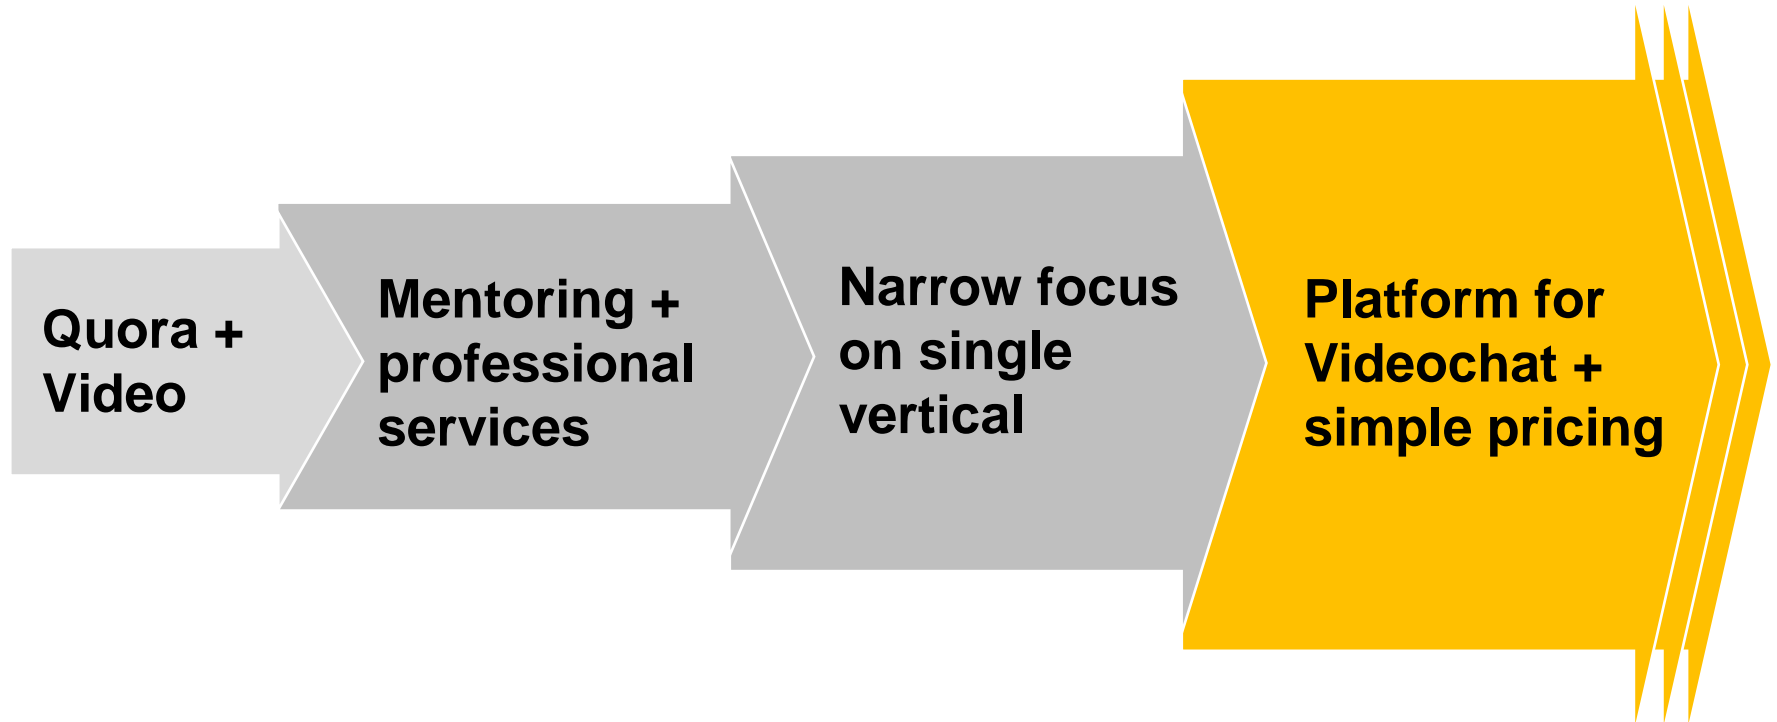 Quora +
Video
Mentoring +
professional
services
Narrow focus
on single
vertical
Platform for
Videochat +
simple pricing